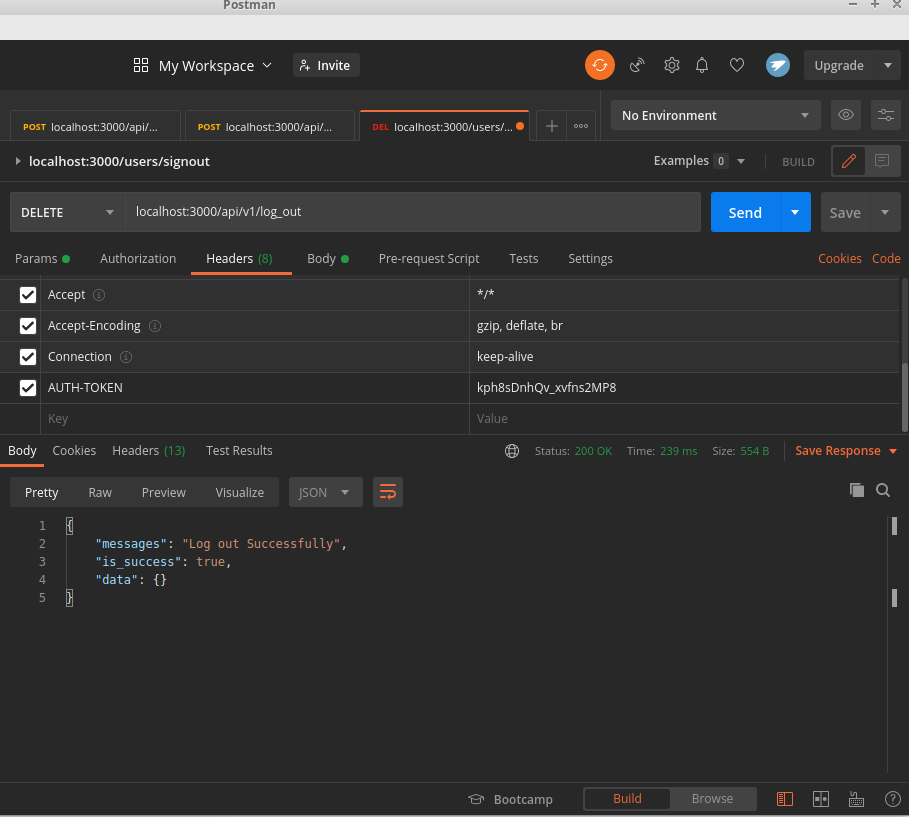 Postman
My Workspace Invite Upgrade
POST localhost:3000/api/... POST localhost:3000/api/... DEL localhost:3000/users/... No Environment
localhost:3000/users/signout Examples 0 BUILD
DELETE localhost:3000/api/v1/log_out Send Save
Params Authorization Headers (8) Body Pre-request Script Tests Settings Cookies Code
Accept */*
Accept-Encoding gzip, deflate, br
Connection keep-alive
AUTH-TOKEN kph8sDnhQv_xvfns2MP8
Key Value
Body Cookies Headers (13) Test Results Status: 200 OK Time: 239 ms Size: 554 B Save Response
Pretty Raw Preview Visualize JSON
1 {
2 "messages": "Log out Successfully",
3 "is_success": true,
4 "data": {}
5 }
Bootcamp Build Browse